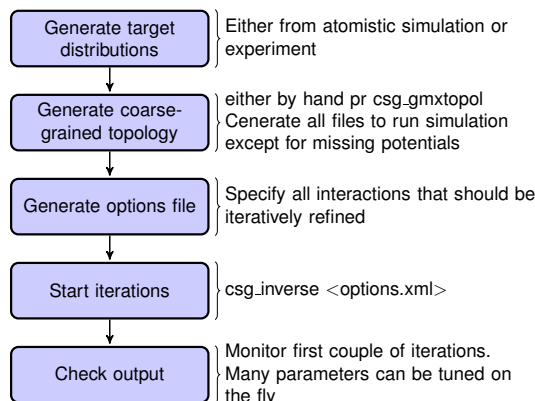 Generate target
distributions
Either from atomistic simulation or
experiment
Generate coarse-
grained topology
either by hand pr csg_gmxtopol
Cenerate all files to run simulation
except for missing potentials
Generate options file
Specify all interactions that should be
iteratively refined
Start iterations
csg_inverse <options.xml>
Check output
Monitor first couple of iterations.
Many parameters can be tuned on
the fly